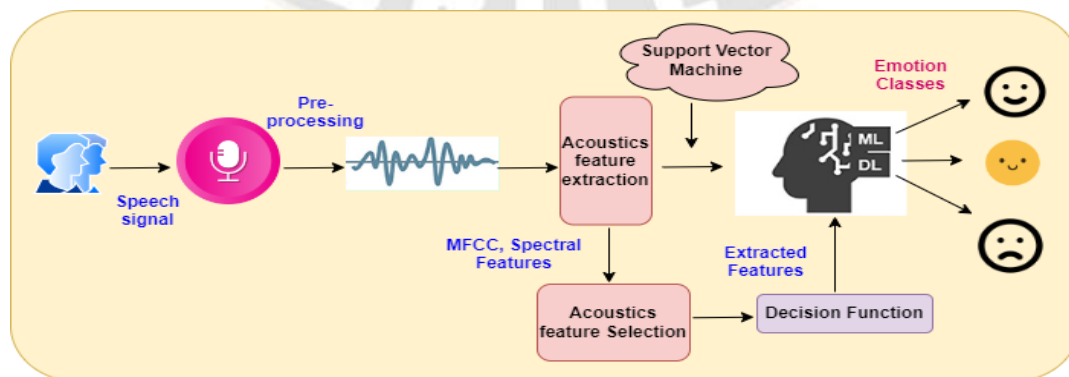 Support Vector
Machine
Emotion
Classes
Pre-
processing
Acoustics
feature
extraction
ML
DL
Speech
signal
MFCC, Spectral
Features
Extracted
Features
Acoustics
feature Selection
Decision Function